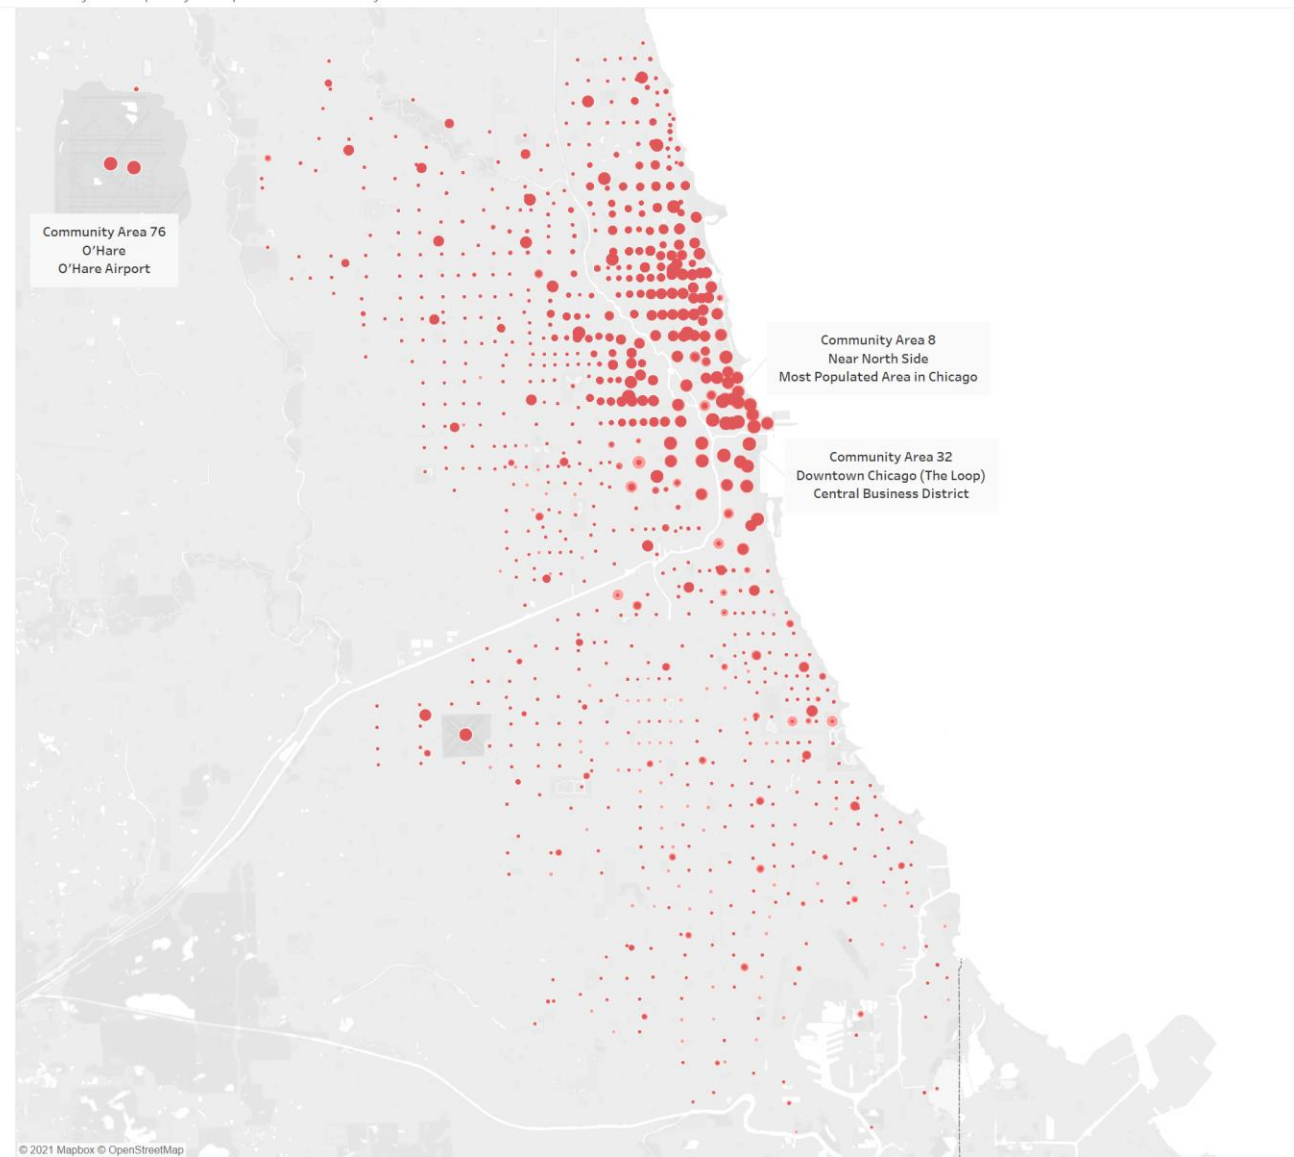 Community Area 76
O'Hare
O'Hare Airport
Community Area 8
Near North Side
Most Populated Area in Chicago
Community Area 32
Downtown Chicago (The Loop)
Central Business District
© 2021 Mapbox © OpenStreetMap